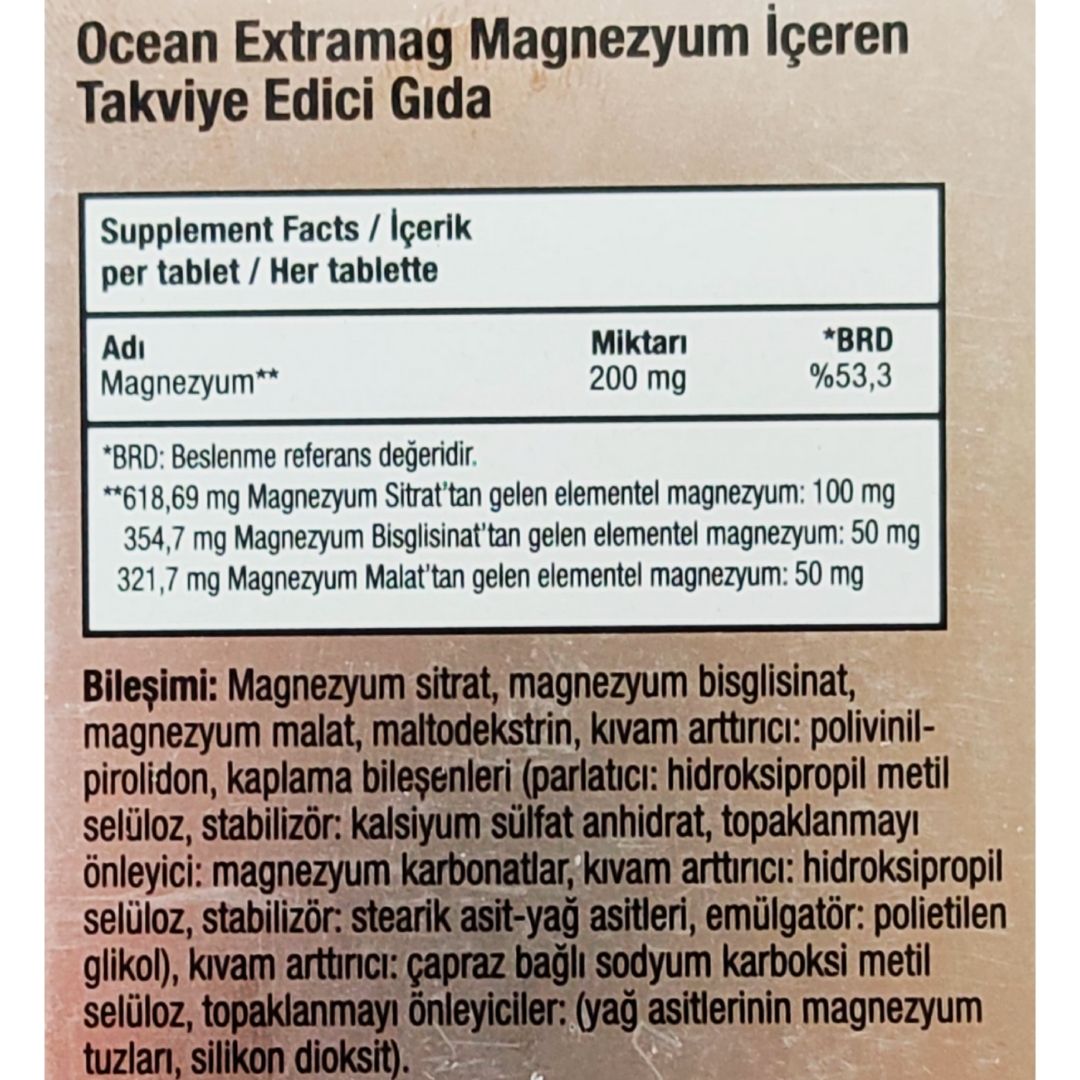 Ocean Extramag Magnezyum İçeren
Takviye Edici Gıda
Supplement Facts / İçerik
per tablet / Her tablette
Adı Miktarı *BRD
Magnezyum** 200 mg %53,3
*BRD: Beslenme referans değeridir.
**618,69 mg Magnezyum Sitrat'tan gelen elementel magnezyum: 100 mg
354,7 mg Magnezyum Bisglisinat'tan gelen elementel magnezyum: 50 mg
321,7 mg Magnezyum Malat'tan gelen elementel magnezyum: 50 mg
Bileşimi: Magnezyum sitrat, magnezyum bisglisinat,
magnezyum malat, maltodekstrin, kıvam arttırıcı: polivinil-
pirolidon, kaplama bileşenleri (parlatıcı: hidroksipropil metil
selüloz, stabilizör: kalsiyum sülfat anhidrat, topaklanmayı
önleyici: magnezyum karbonatlar, kıvam arttırıcı: hidroksipropil
selüloz, stabilizör: stearik asit-yağ asitleri, emülgatör: polietilen
glikol), kıvam arttırıcı: çapraz bağlı sodyum karboksi metil
selüloz, topaklanmayı önleyiciler: (yağ asitlerinin magnezyum
tuzları, silikon dioksit).